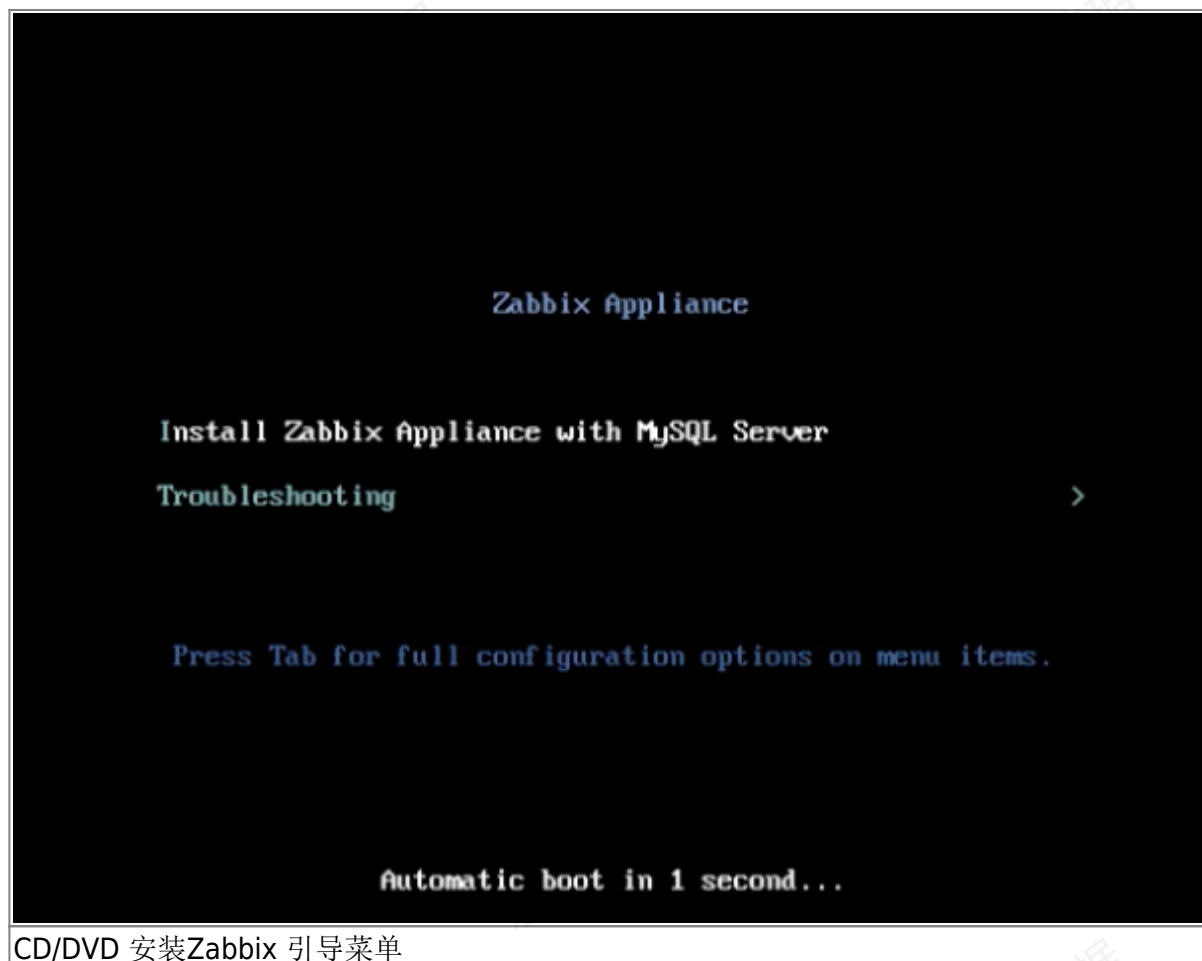 Zabbix Appliance
Install Zabbix Appliance with MySQL Server
Troubleshooting >
Press Tab for full configuration options on menu items.
Automatic boot in 1 second...
CD/DVD 安装Zabbix 引导菜单